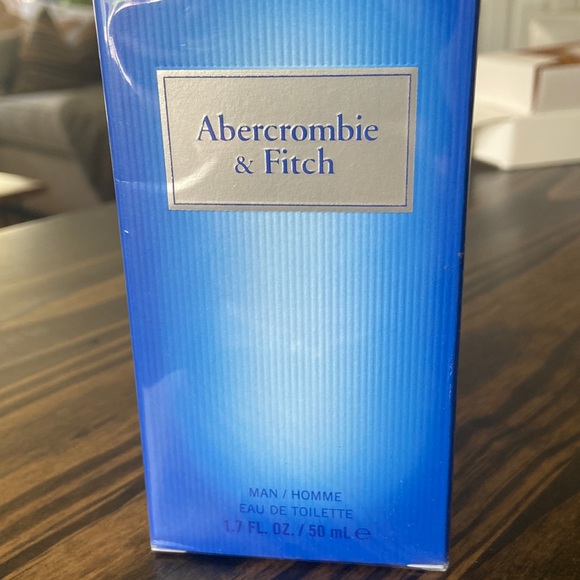 Abercrombie
& Fitch
MAN / HOMME
EAU DE TOILETTE
1.7 FL. OZ. / 50 mL ℮